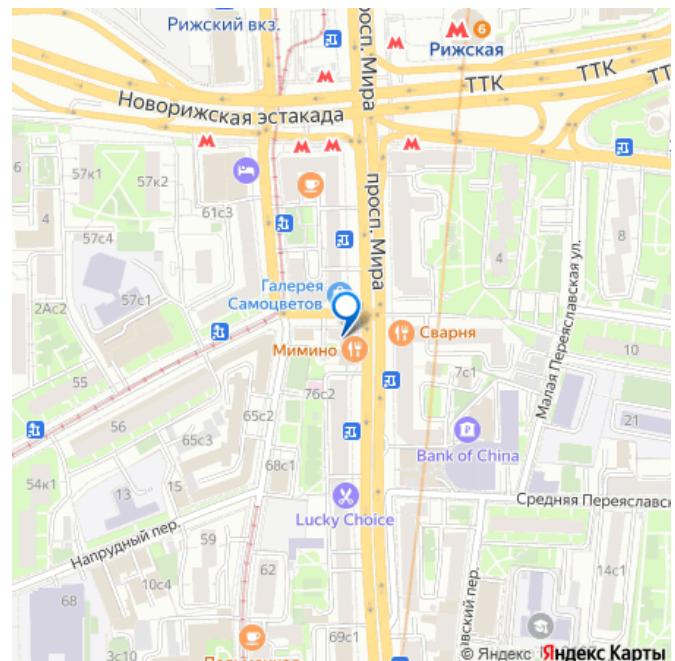 Рижский вкз.
просп. Мира
6
Рижская
ТТК
ТТК
Новорижская эстакада
6
57к1
57к2
4
61с3
57с4
просп. Мира
4
8
Малая Переяславская ул.
57с1
2Ас2
Галерея
Самоцветов
Сварня
Мимино
10
55
7с1
76с2
65с2
56
21
65с3
Bank of China
68с1
54к1
13
15
Lucky Choice
Средняя Переяславск
Напрудный пер.
59
10с4
62
14с1
68
69с1
3с10
вский пер.
© Яндекс
Яндекс Карты